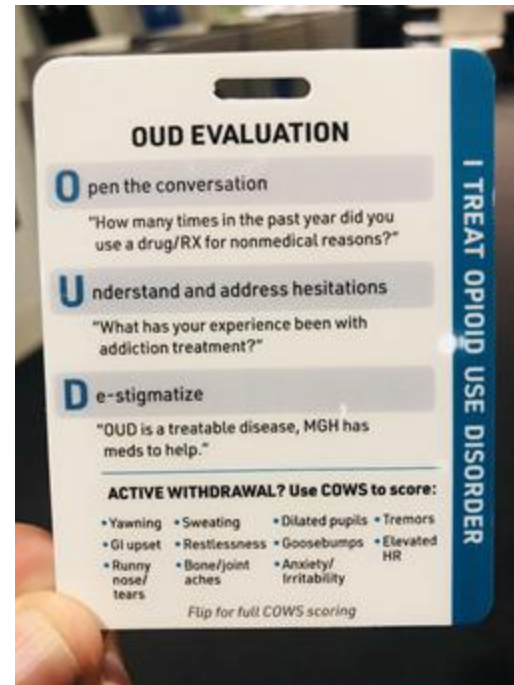 OUD EVALUATION
Open the conversation
"How many times in the past year did you
use a drug/RX for nonmedical reasons?"
Understand and address hesitations
"What has your experience been with
addiction treatment?"
De-stigmatize
"OUD is a treatable disease, MGH has
meds to help."
ACTIVE WITHDRAWAL? Use COWS to score:
• Yawning
• GI upset
• Runny
nose/
tears
• Sweating
• Restlessness
• Bone/joint
aches
• Dilated pupils
• Goosebumps
• Anxiety/
Irritability
• Tremors
• Elevated
HR
Flip for full COWS scoring
I TREAT OPIOID USE DISORDER